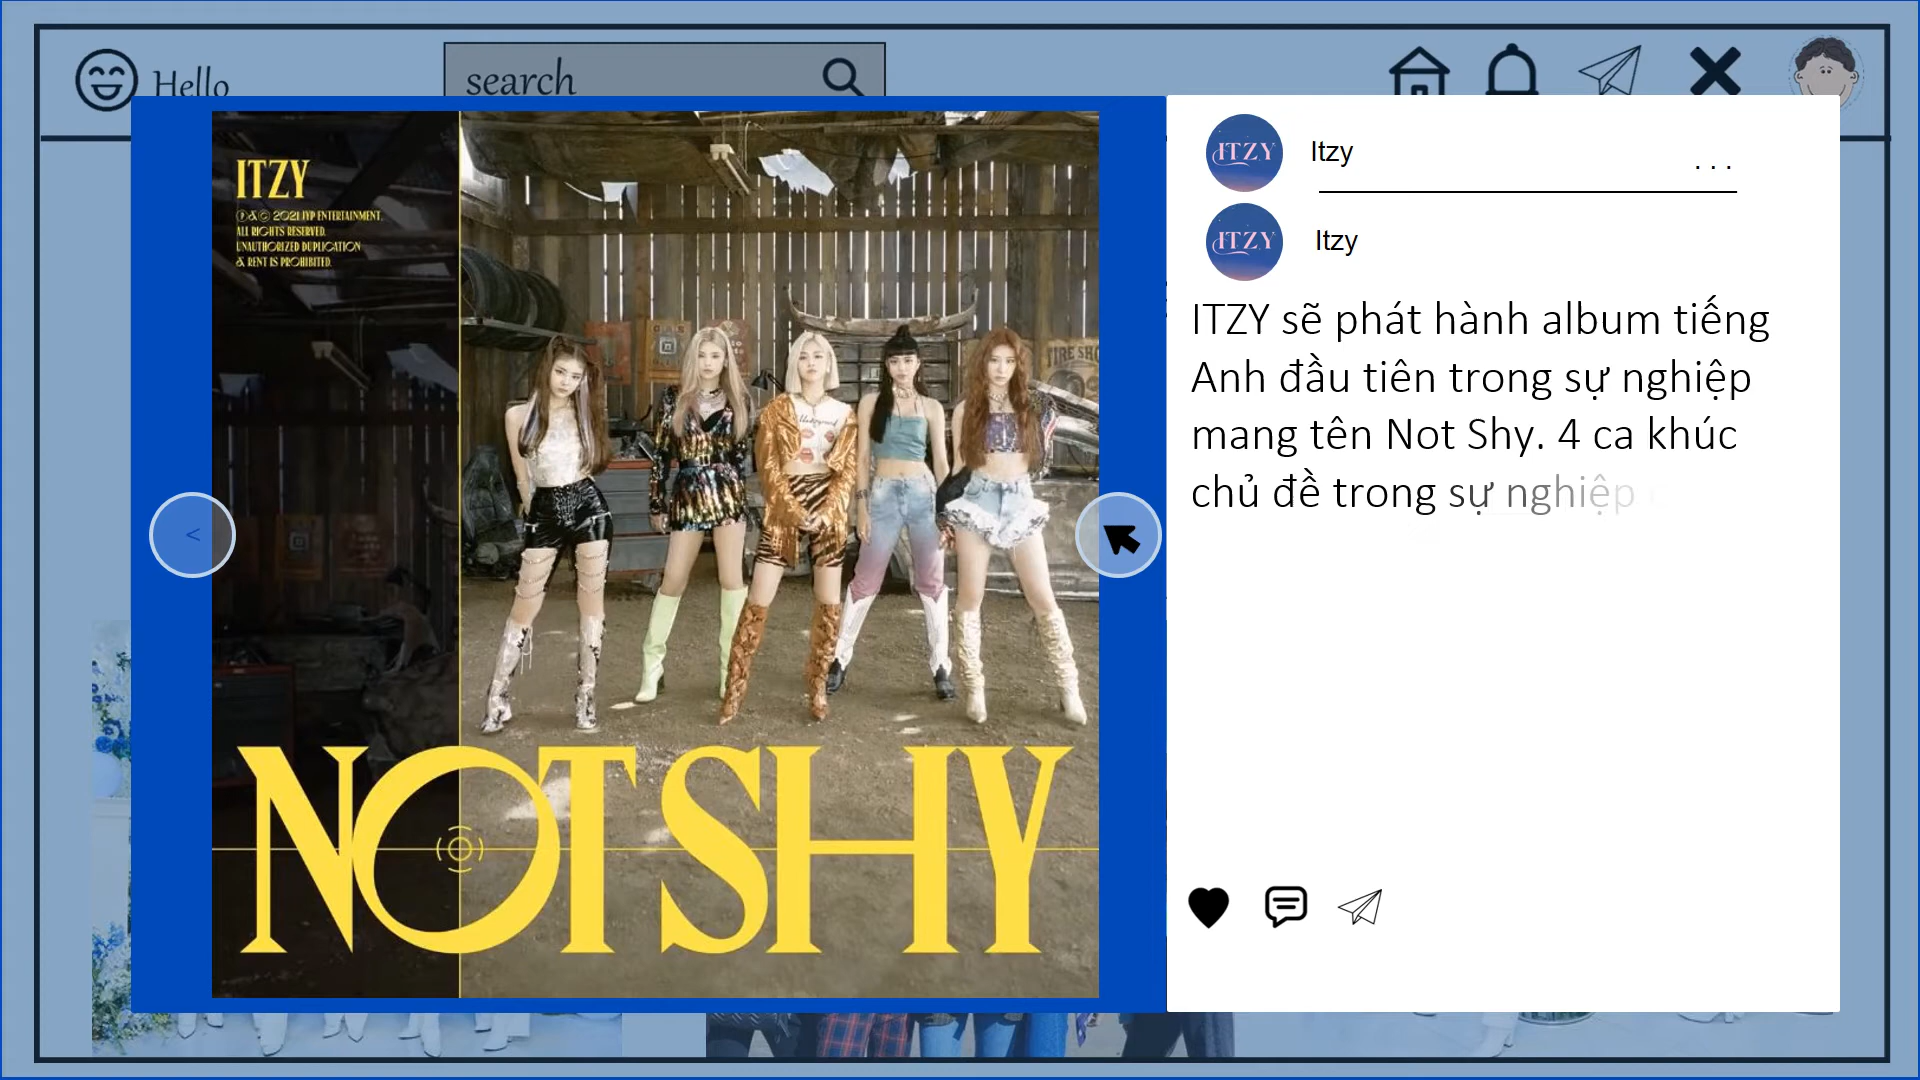 Hello
search
ITZY
Ⓟ & © 2021 JYP ENTERTAINMENT.
ALL RIGHTS RESERVED.
UNAUTHORIZED DUPLICATION
& RENT IS PROHIBITED.
NOT SHY
<
ITZY
Itzy
...
ITZY
Itzy
ITZY sẽ phát hành album tiếng
Anh đầu tiên trong sự nghiệp
mang tên Not Shy. 4 ca khúc
chủ đề trong sự nghiệp